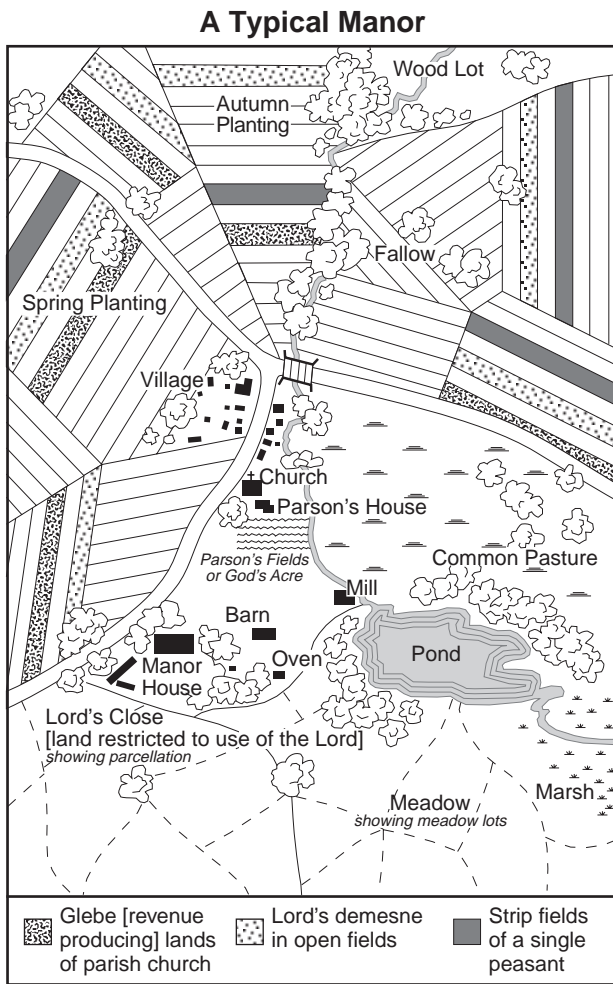 A Typical Manor
Wood Lot
Autumn
Planting
Fallow
Spring Planting
Village
Church
Parson's House
Parson's Fields
or God's Acre
Common Pasture
Mill
Barn
Oven
Pond
Manor
House
Lord's Close
[land restricted to use of the Lord]
showing parcellation
Meadow
showing meadow lots
Marsh
Glebe [revenue
producing] lands
of parish church
Lord's demesne
in open fields
Strip fields
of a single
peasant